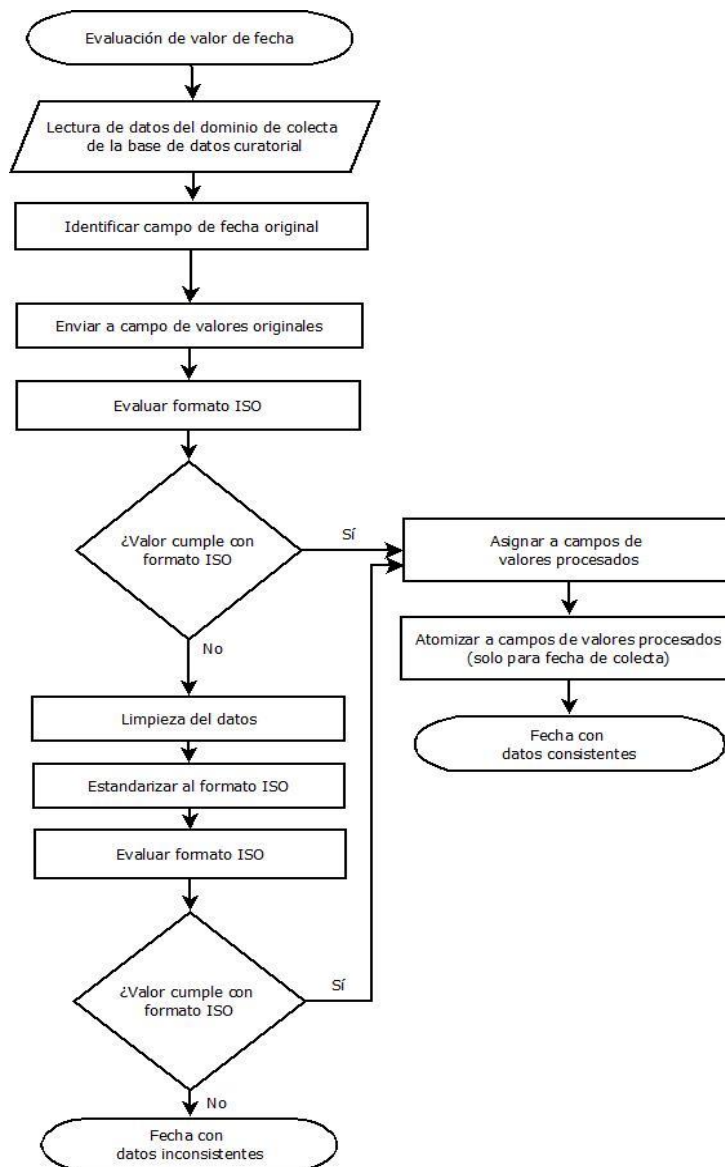 Evaluación de valor de fecha
Lectura de datos del dominio de colecta
de la base de datos curatorial
Identificar campo de fecha original
Enviar a campo de valores originales
Evaluar formato ISO
¿Valor cumple con
formato ISO
Sí
Asignar a campos de
valores procesados
Atomizar a campos de valores procesados
(solo para fecha de colecta)
Fecha con
datos consistentes
No
Limpieza del datos
Estandarizar al formato ISO
Evaluar formato ISO
¿Valor cumple con
formato ISO
Sí
No
Fecha con
datos inconsistentes